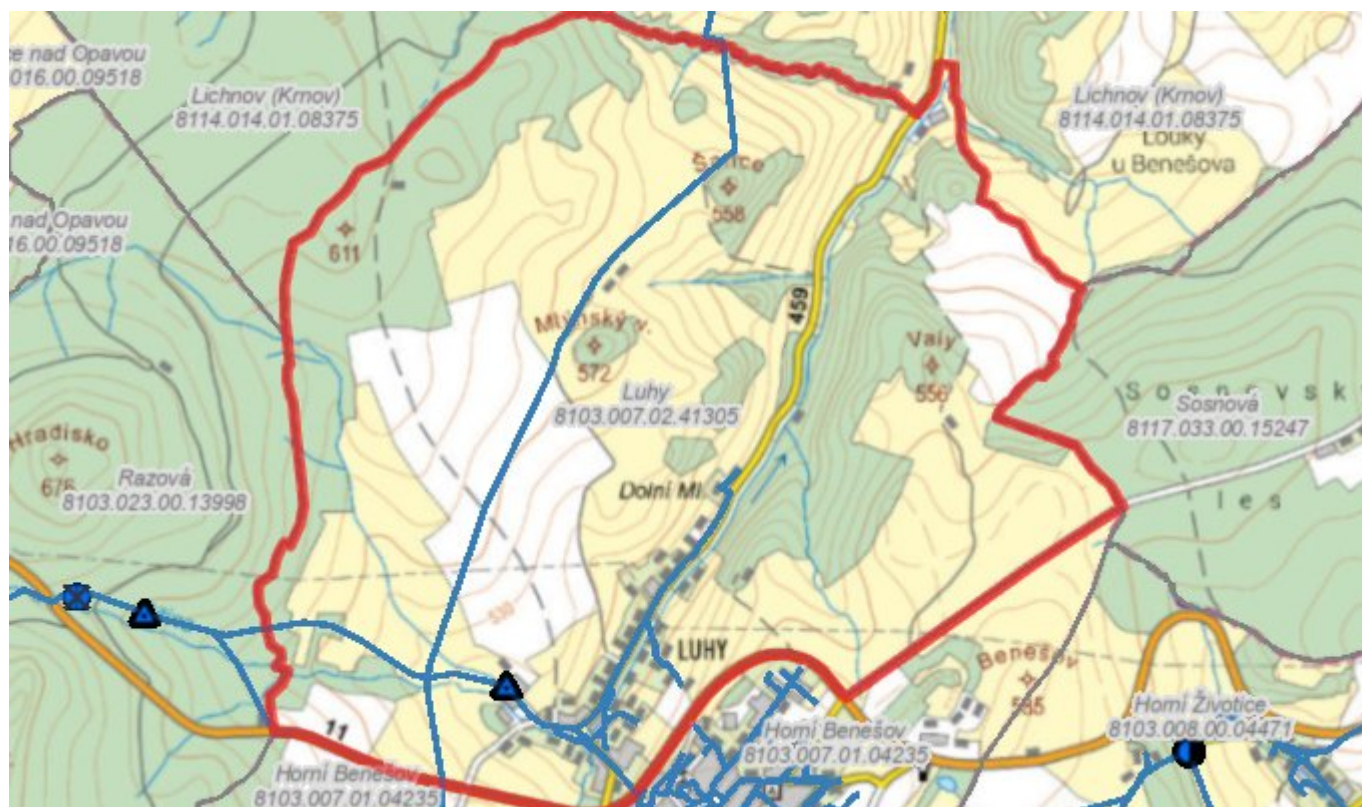 ce nad Opavou
.016.00.09518
Lichnov (Krnov)
8114.014.01.08375
Lichnov (Krnov)
8114.014.01.08375
Louky
u Benešova
558
nad Opavou
16.00.09518
611
459
Mlýnský v.
572
Valy
556
Luhy
8103.007.02.41305
Sosnová
8117.033.00.15247
les
Hradisko
675
Razová
8103.023.00.13998
Dolní Ml.
530
LUHY
Benešov
585
11
Horní Benešov
8103.007.01.04235
Horní Životice
8103.008.00.04471
Horní Benešov
8103.007.01.04235